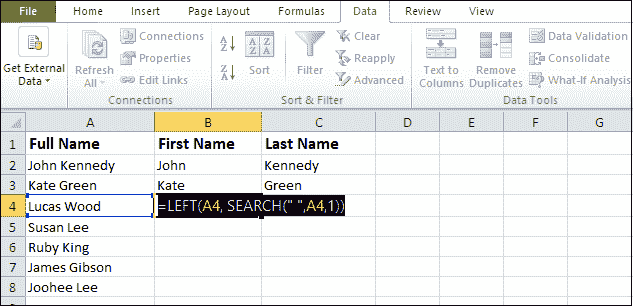 File Home Insert Page Layout Formulas Data Review View
Connections Clear Data Validation
Get External Data Refresh All Properties Sort Filter Reapply Text to Columns Remove Duplicates Consolidate
Edit Links Advanced What-If Analysis
Connections Sort & Filter Data Tools
A B C D E F G
1 Full Name First Name Last Name
2 John Kennedy John Kennedy
3 Kate Green Kate Green
4 Lucas Wood =LEFT(A4, SEARCH(" ",A4,1))
5 Susan Lee
6 Ruby King
7 James Gibson
8 Joohee Lee